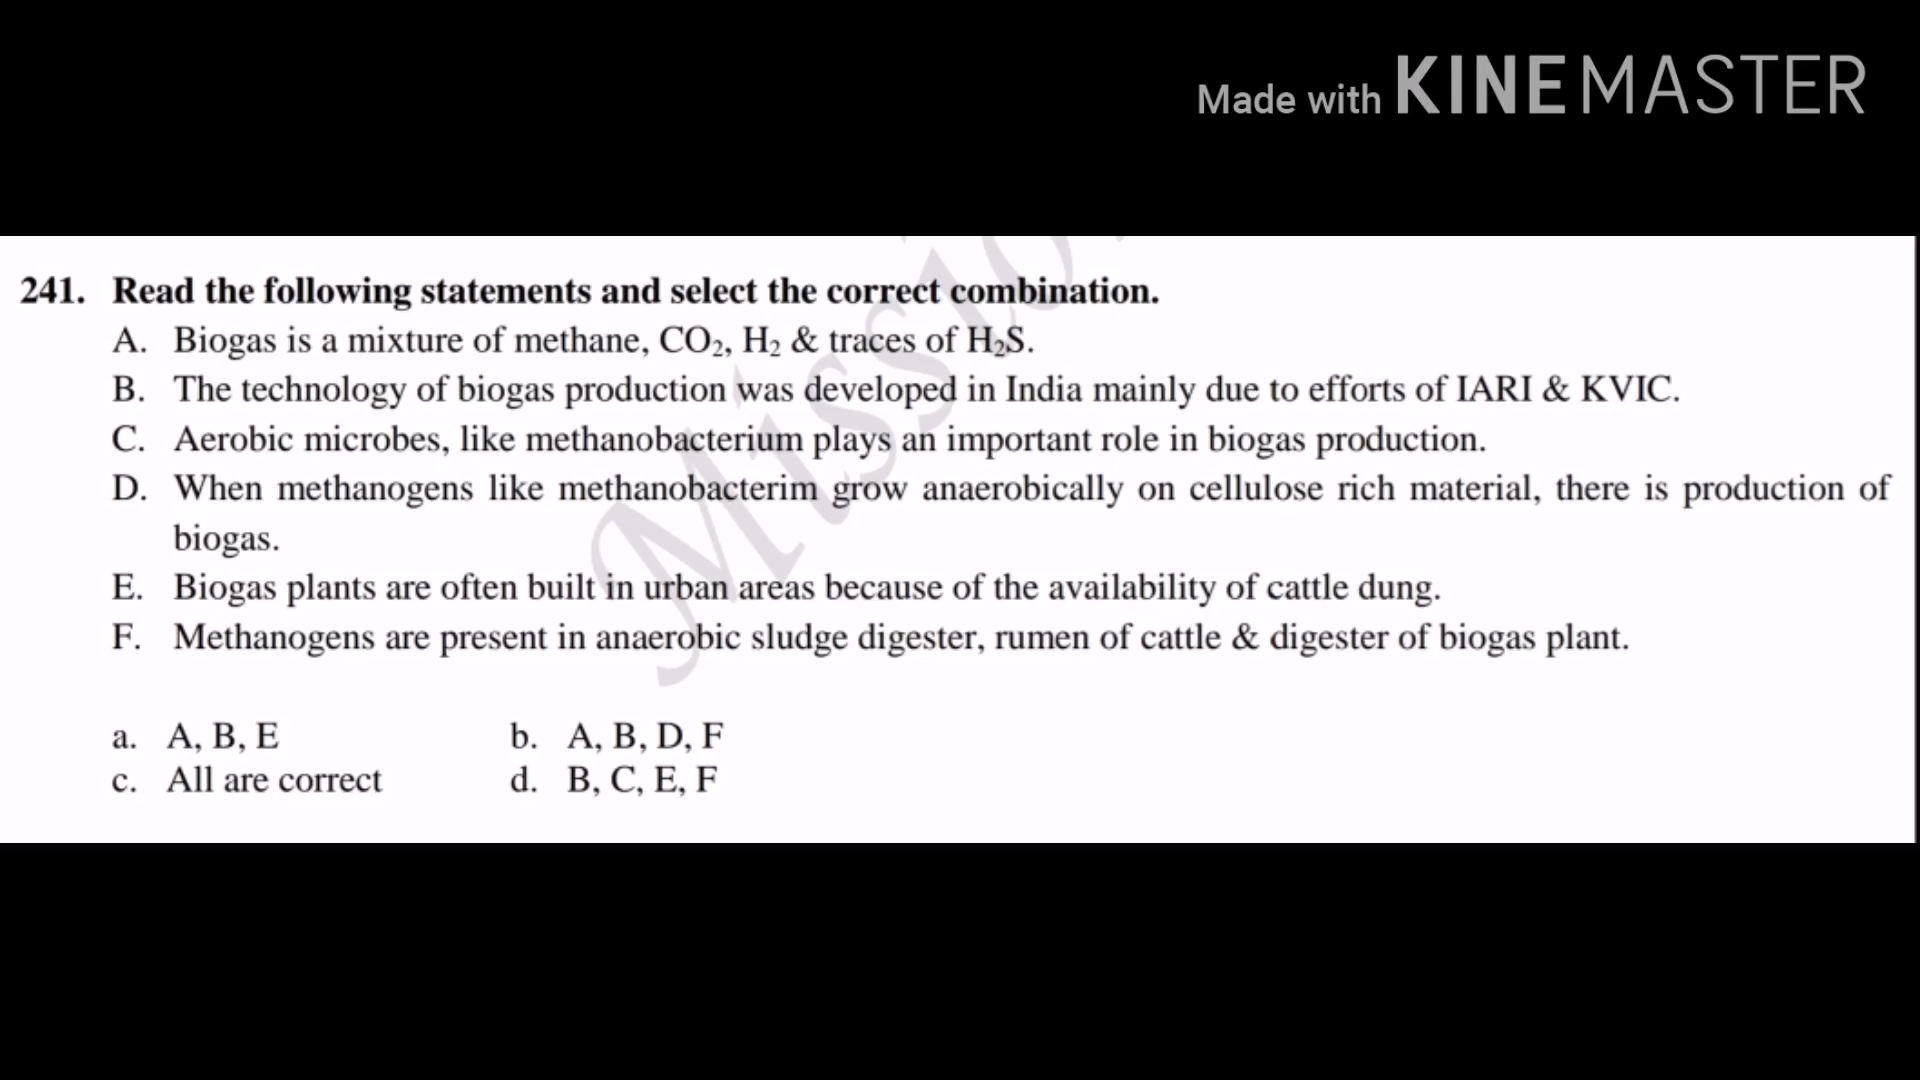 Made with KINEMASTER
241. Read the following statements and select the correct combination.
A. Biogas is a mixture of methane, CO₂, H₂ & traces of H₂S.
B. The technology of biogas production was developed in India mainly due to efforts of IARI & KVIC.
C. Aerobic microbes, like methanobacterium plays an important role in biogas production.
D. When methanogens like methanobacterim grow anaerobically on cellulose rich material, there is production of
biogas.
E. Biogas plants are often built in urban areas because of the availability of cattle dung.
F. Methanogens are present in anaerobic sludge digester, rumen of cattle & digester of biogas plant.
a. A, B, E b. A, B, D, F
c. All are correct d. B, C, E, F